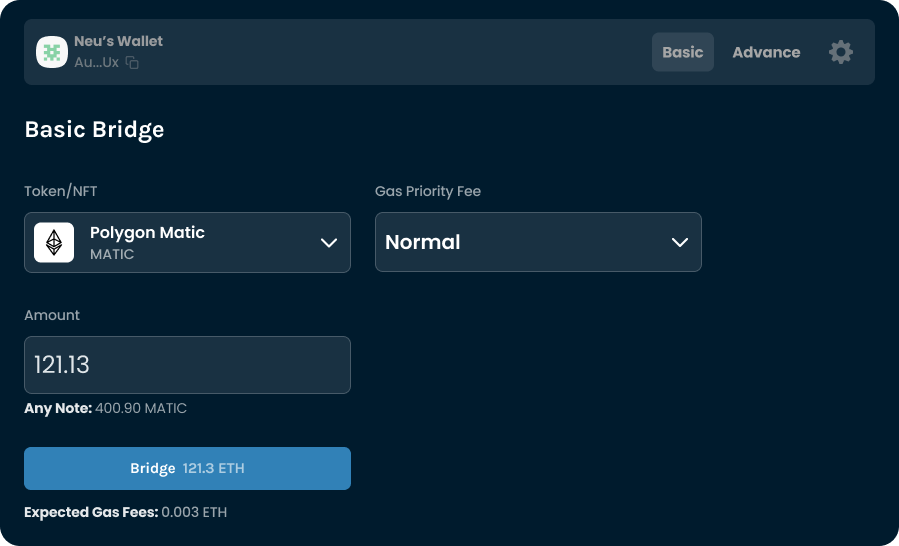 Neu’s Wallet
Au...Ux
Basic Advance
Basic Bridge
Token/NFT
Gas Priority Fee
Polygon Matic
MATIC
Normal
Amount
121.13
Any Note: 400.90 MATIC
Bridge 121.3 ETH
Expected Gas Fees: 0.003 ETH